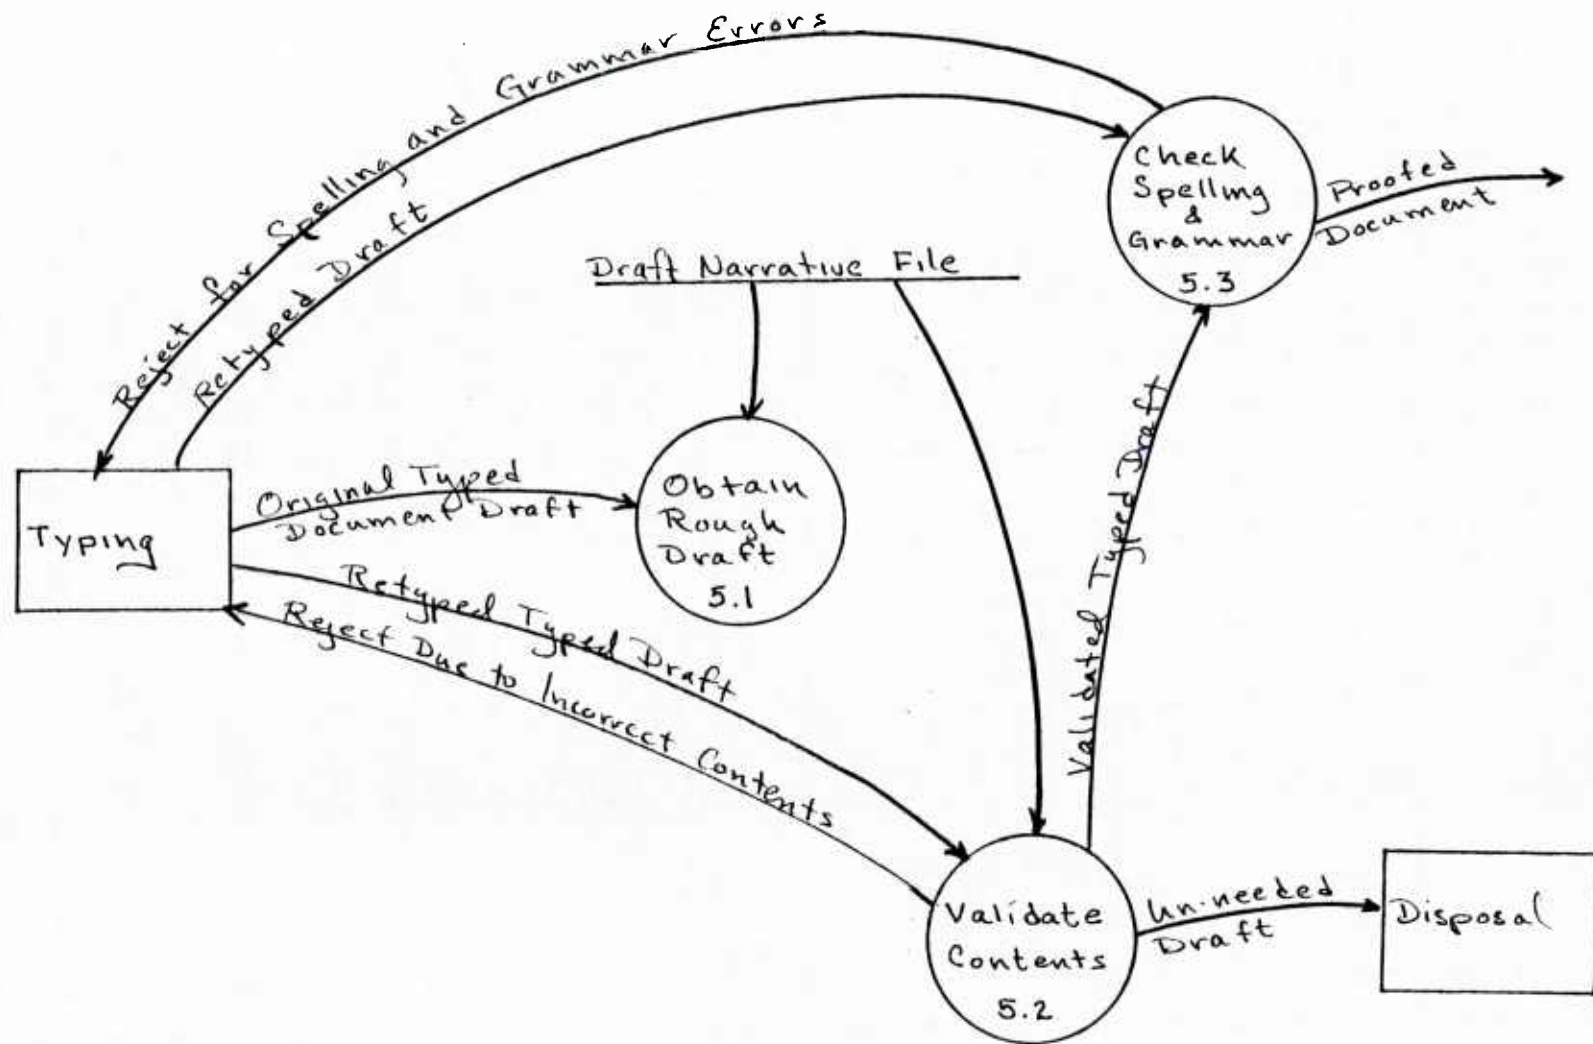 Reject for Spelling and Grammar Errors
Retyped Draft
Check
Spelling
&
Grammar
5.3
Proofed
Document
Draft Narrative File
Typing
Original Typed
Document Draft
Obtain
Rough
Draft
5.1
Retyped Typed Draft
Reject Due to Incorrect Contents
Validated Typed Draft
Validate
Contents
5.2
Un-needed
Draft
Disposal